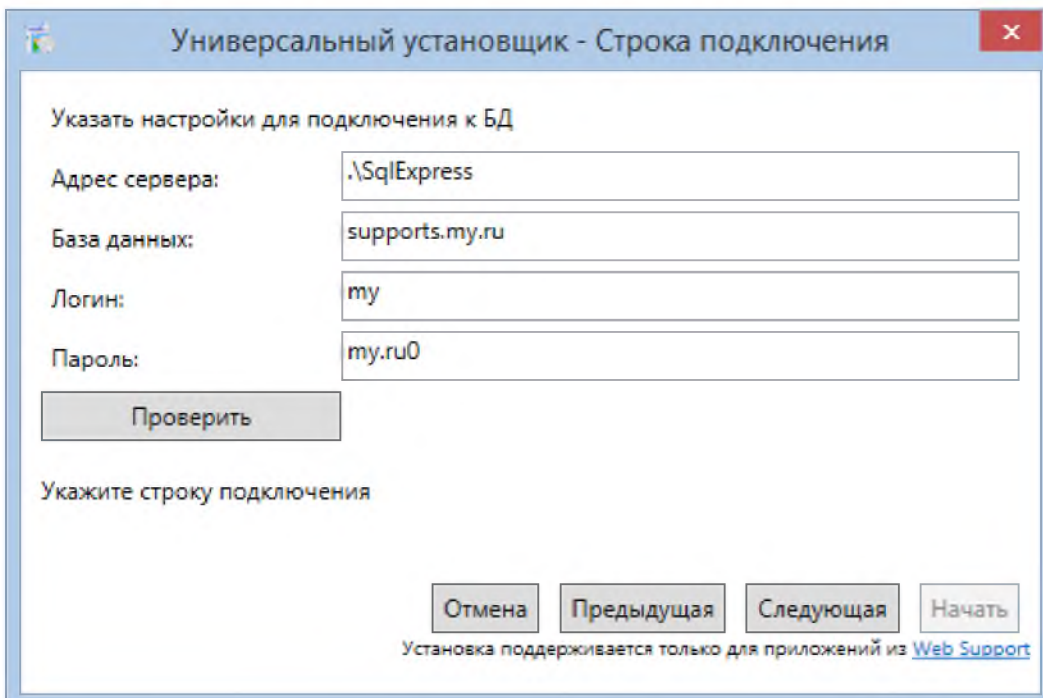 Универсальный установщик - Строка подключения
Указать настройки для подключения к БД
Адрес сервера: .\SqlExpress
База данных: supports.my.ru
Логин: my
Пароль: my.ru0
Проверить
Укажите строку подключения
Отмена Предыдущая Следующая Начать
Установка поддерживается только для приложений из Web Support